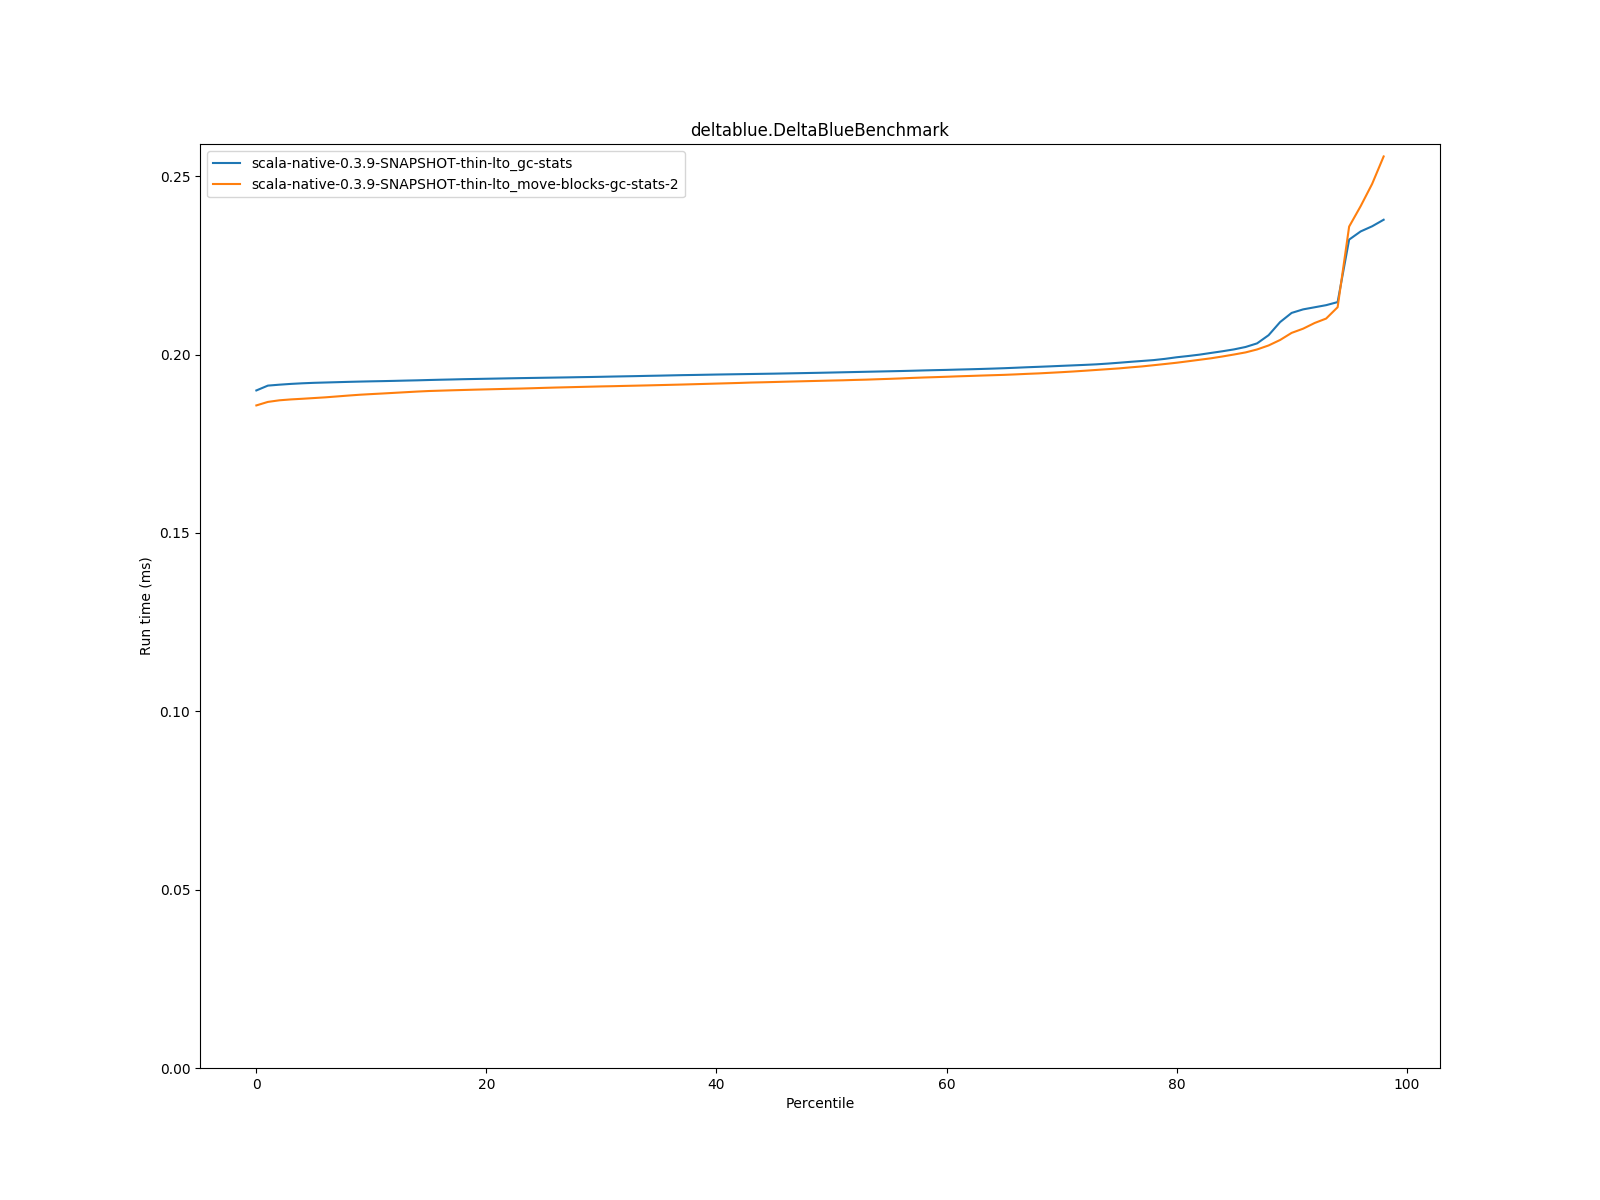 deltablue.DeltaBlueBenchmark
scala-native-0.3.9-SNAPSHOT-thin-lto_gc-stats
scala-native-0.3.9-SNAPSHOT-thin-lto_move-blocks-gc-stats-2
0.25
0.20
0.15
0.10
0.05
0.00
Run time (ms)
0 20 40 60 80 100
Percentile